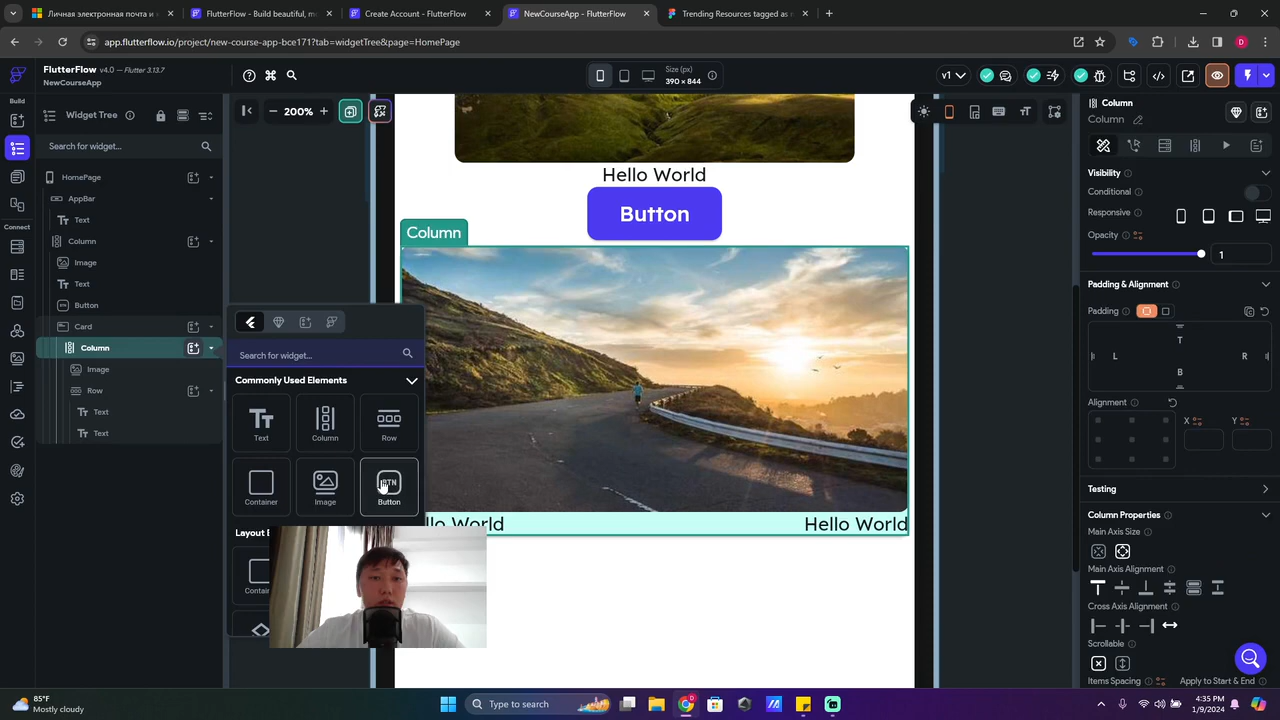 Личная электронная почта и
FlutterFlow - Build beautiful, m
Create Account - FlutterFlow
NewCourseApp - FlutterFlow
Trending Resources tagged as r
app.flutterflow.io/project/new-course-app-bce171?tab=widgetTree&page=HomePage
D
FlutterFlow v4.0 – Flutter 3.13.7
NewCourseApp
Size (px)
390 × 844
v1
Build
Connect
Widget Tree
Search for widget...
HomePage
AppBar
Text
Column
Image
Text
Button
Card
Column
Image
Row
Text
Text
200%
Hello World
Button
Column
Hello World
Search for widget...
Commonly Used Elements
Text
Column
Row
Container
Image
Button
Column
Column
Visibility
Conditional
Responsive
Opacity
1
Padding & Alignment
Padding
T
L
R
B
Alignment
X
Y
Testing
Column Properties
Main Axis Size
Main Axis Alignment
Cross Axis Alignment
Scrollable
Items Spacing
Apply to Start & End
85°F
Mostly cloudy
Type to search
4:35 PM
1/9/2024